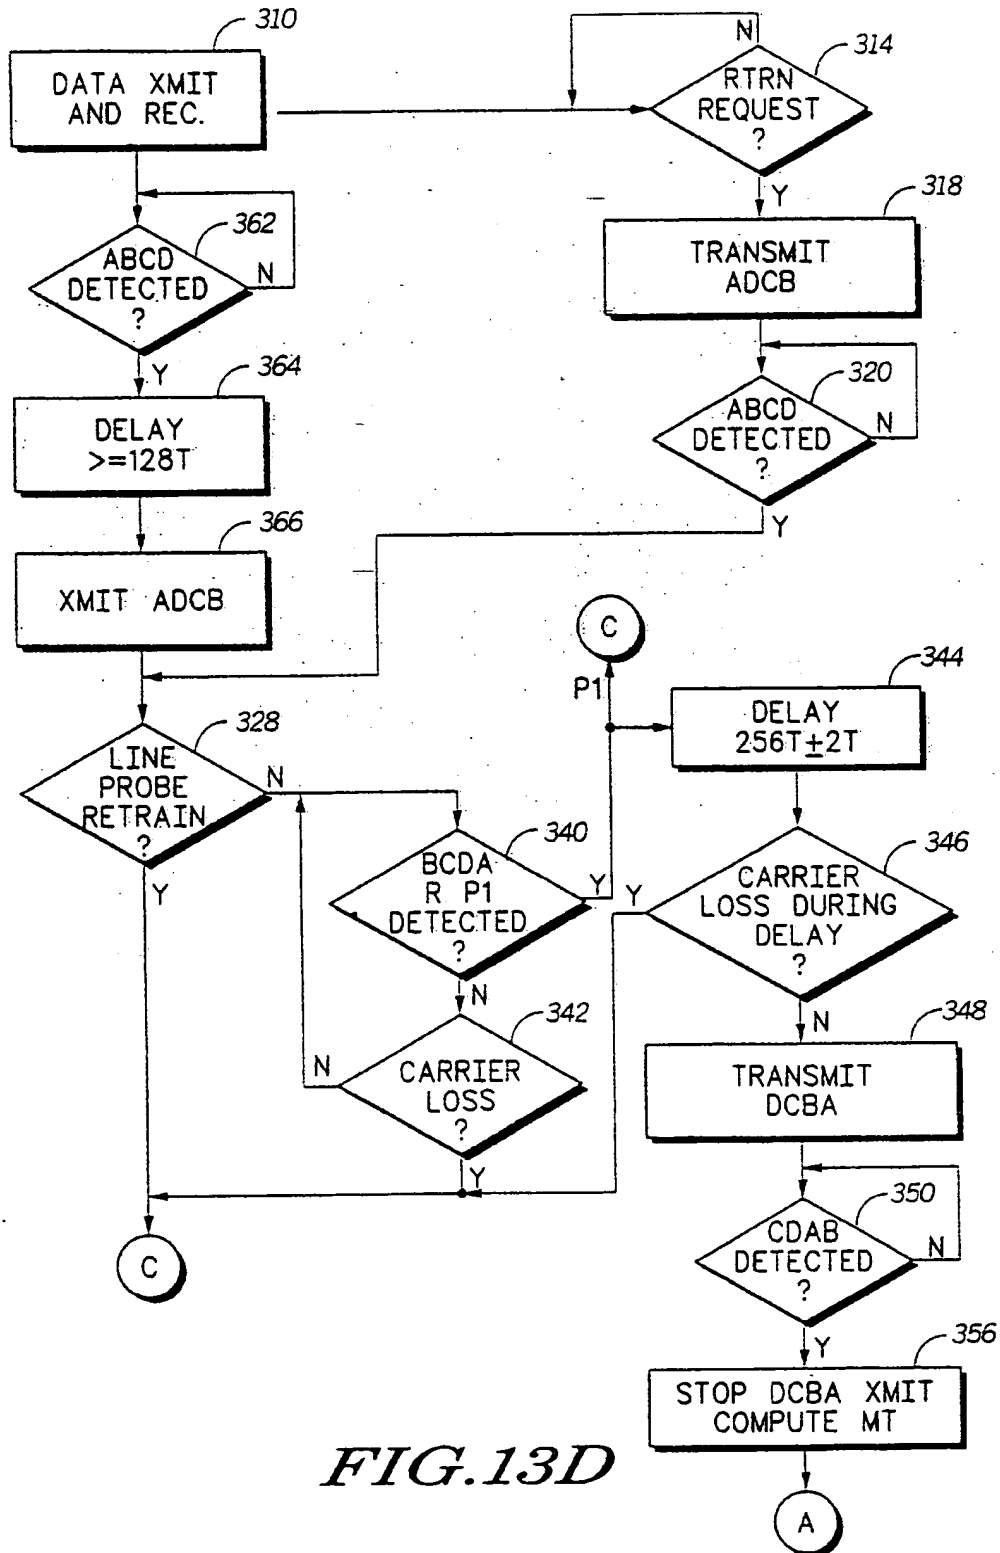 310
DATA XMIT
AND REC.
N
314
RTRN
REQUEST
?
Y
318
TRANSMIT
ADCB
362
ABCD
DETECTED
?
N
Y
364
DELAY
>=128T
320
ABCD
DETECTED
?
N
Y
366
XMIT ADCB
C
P1
344
DELAY
256T±2T
328
LINE
PROBE
RETRAIN
?
N
Y
340
BCDA
R P1
DETECTED
?
Y
N
346
CARRIER
LOSS DURING
DELAY
?
Y
N
342
CARRIER
LOSS
?
N
Y
348
TRANSMIT
DCBA
C
350
CDAB
DETECTED
?
N
Y
356
STOP DCBA XMIT
COMPUTE MT
A
FIG.13D